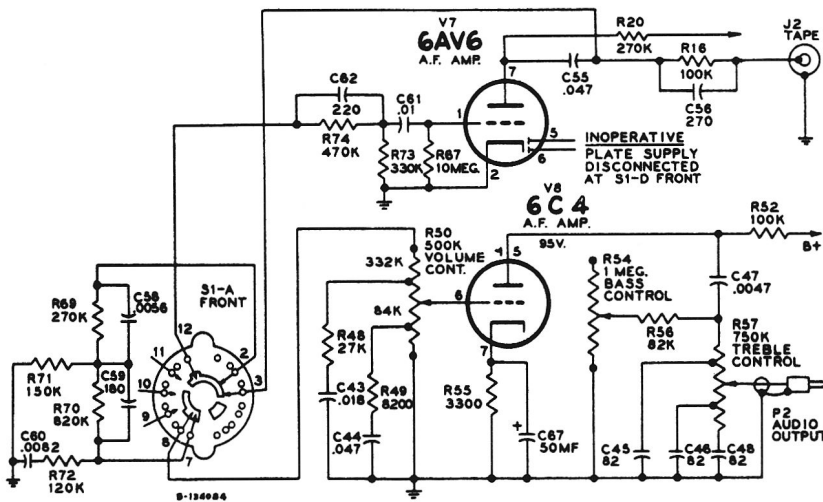 V7
6AV6
A.F. AMP.
R20
270K
J2
TAPE
R16
100K
C55
.047
C56
270
C62
220
R74
470K
C61
.01
R73
330K
R67
10MEG.
7
1
2
5
6
INOPERATIVE
PLATE SUPPLY
DISCONNECTED
AT S1-D FRONT
V8
6C4
A.F. AMP.
95V.
R52
100K
B+
R50
500K
VOLUME
CONT.
332K
84K
4
5
6
7
R54
1 MEG.
BASS
CONTROL
C47
.0047
R56
82K
R57
750K
TREBLE
CONTROL
P2
AUDIO
OUTPUT
S1-A
FRONT
R69
270K
C58
.0056
R71
150K
C59
180
R70
820K
C60
.0082
R72
120K
12
11
10
9
8
7
2
3
R48
27K
C43
.018
R49
8200
C44
.047
R55
3300
+
C67
50MF
C45
82
C46
82
C48
82
S-134084